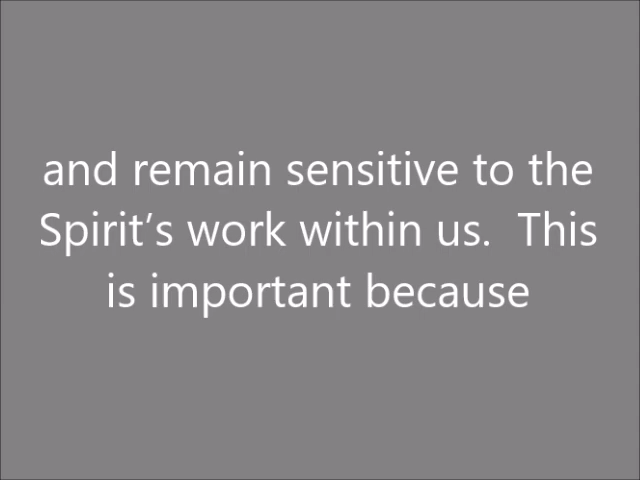 and remain sensitive to the
Spirit’s work within us.  This
is important because